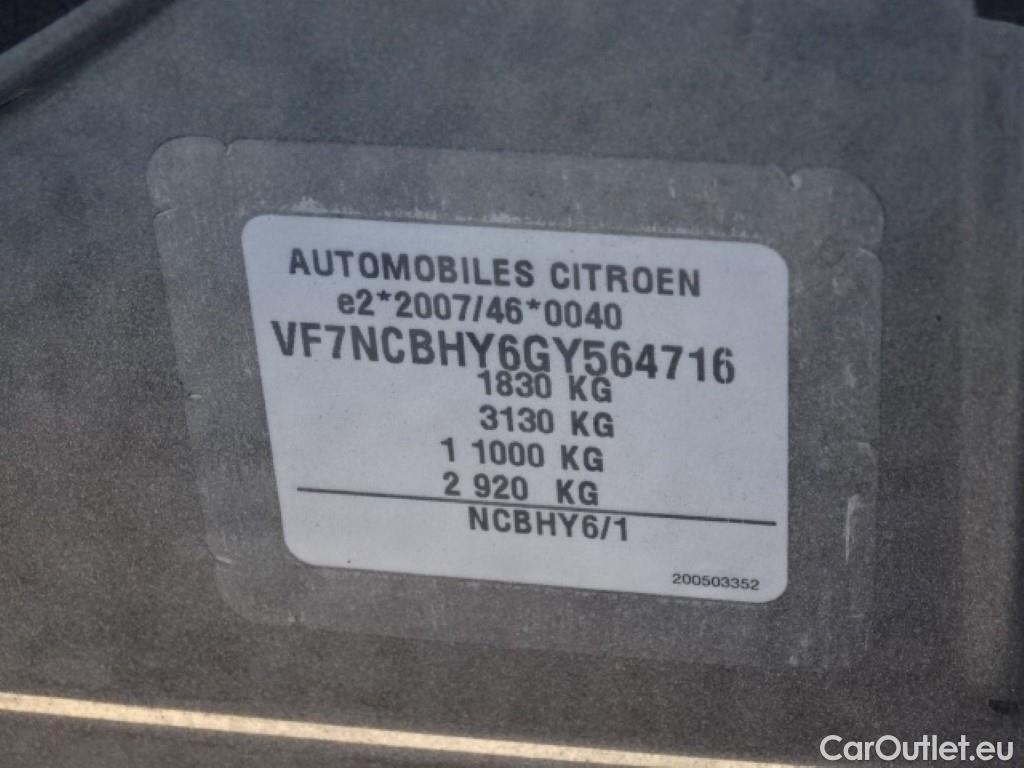 AUTOMOBILES CITROEN
e2*2007/46*0040
VF7NCBHY6GY564716
1830 KG
3130 KG
1 1000 KG
2 920 KG
NCBHY6/1
200503352
CarOutlet.eu